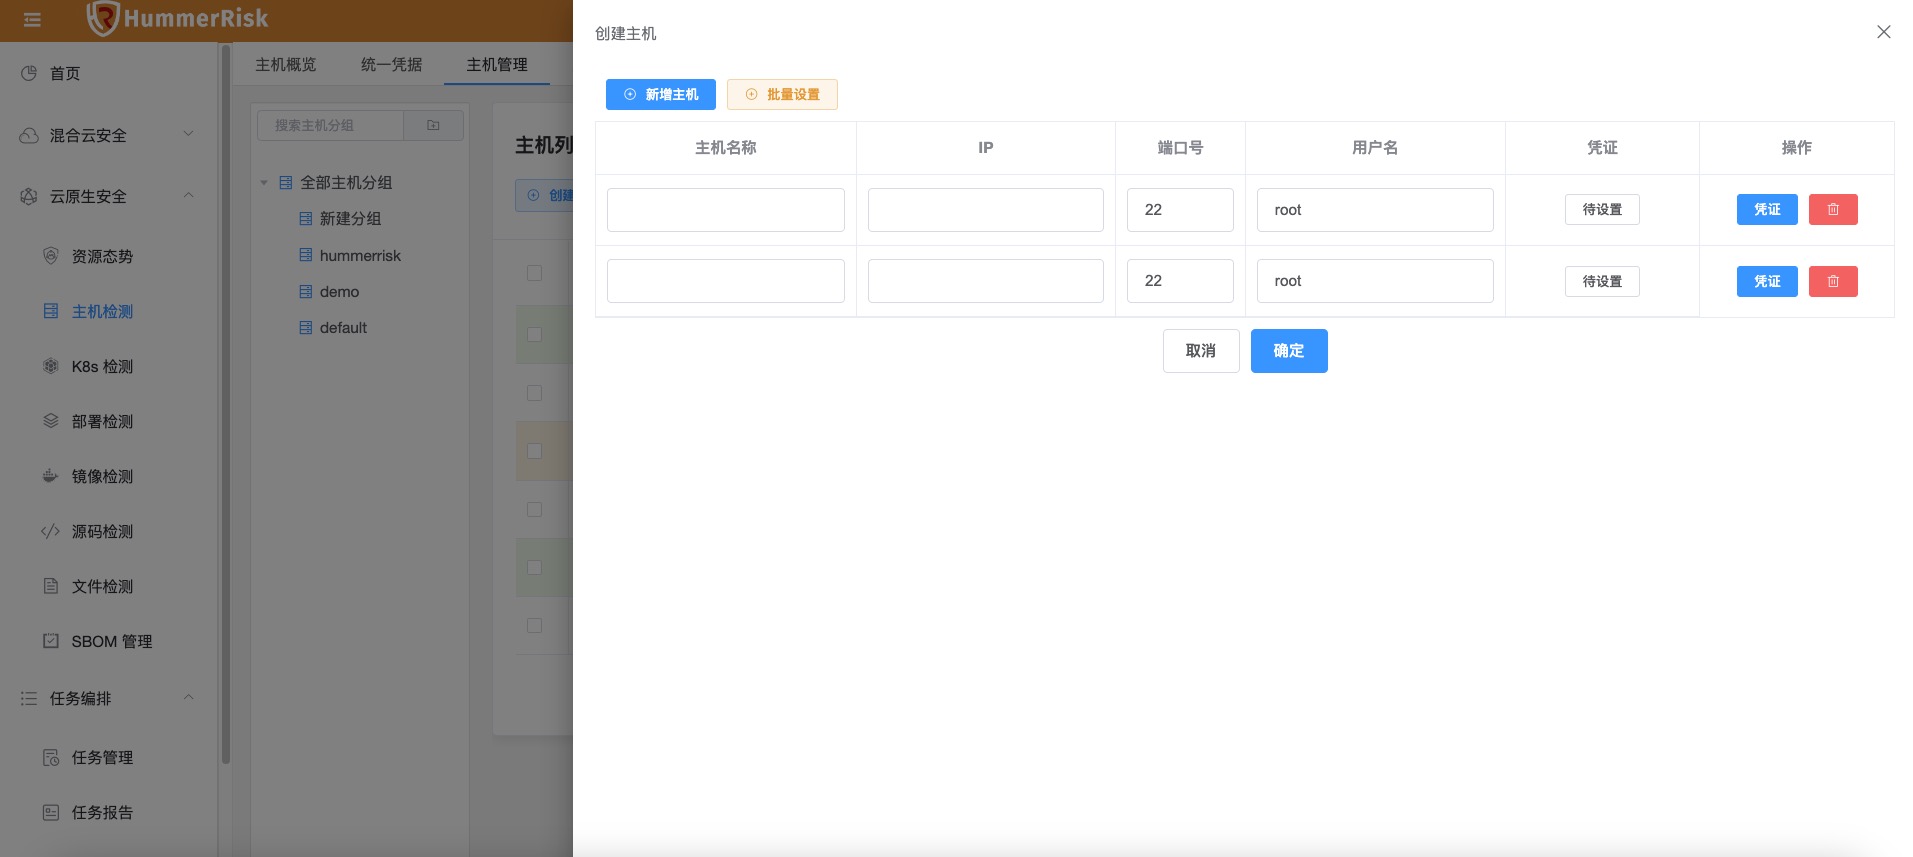 HummerRisk
首页
混合云安全
云原生安全
资源态势
主机检测
K8s 检测
部署检测
镜像检测
源码检测
文件检测
SBOM 管理
任务编排
任务管理
任务报告
主机概览 统一凭据 主机管理
搜索主机分组
全部主机分组
新建分组
hummerrisk
demo
default
主机列
创建
创建主机
新增主机 批量设置
主机名称 IP 端口号 用户名 凭证 操作
22 root 待设置 凭证
22 root 待设置 凭证
取消 确定